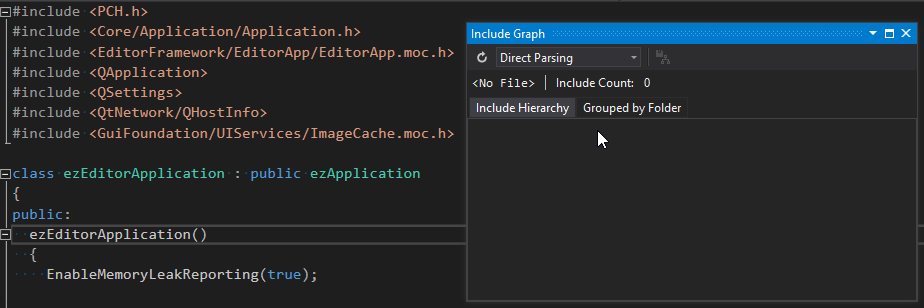 #include <PCH.h>
#include <Core/Application/Application.h>
#include <EditorFramework/EditorApp/EditorApp.moc.h>
#include <QApplication>
#include <QSettings>
#include <QtNetwork/QHostInfo>
#include <GuiFoundation/UIServices/ImageCache.moc.h>
class ezEditorApplication : public ezApplication
{
public:
ezEditorApplication()
{
EnableMemoryLeakReporting(true);
Include Graph
Direct Parsing
<No File> Include Count: 0
Include Hierarchy Grouped by Folder